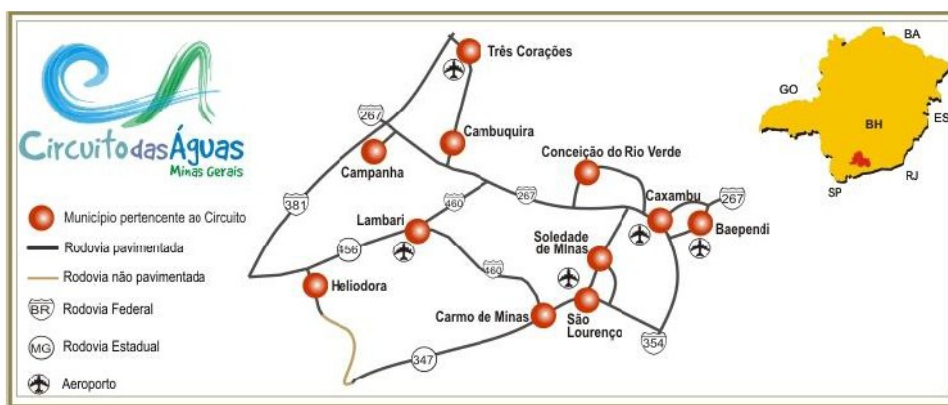 Circuito das Águas
Minas Gerais
Município pertencente ao Circuito
Rodovia pavimentada
Rodovia não pavimentada
BR
Rodovia Federal
MG
Rodovia Estadual
Aeroporto
Três Corações
267
Cambuquira
Campanha
Conceição do Rio Verde
381
Lambari
460
267
Caxambu
267
Baependi
456
Soledade
de Minas
460
Heliodora
Carmo de Minas
São
Lourenço
354
347
BA
GO
ES
BH
SP
RJ